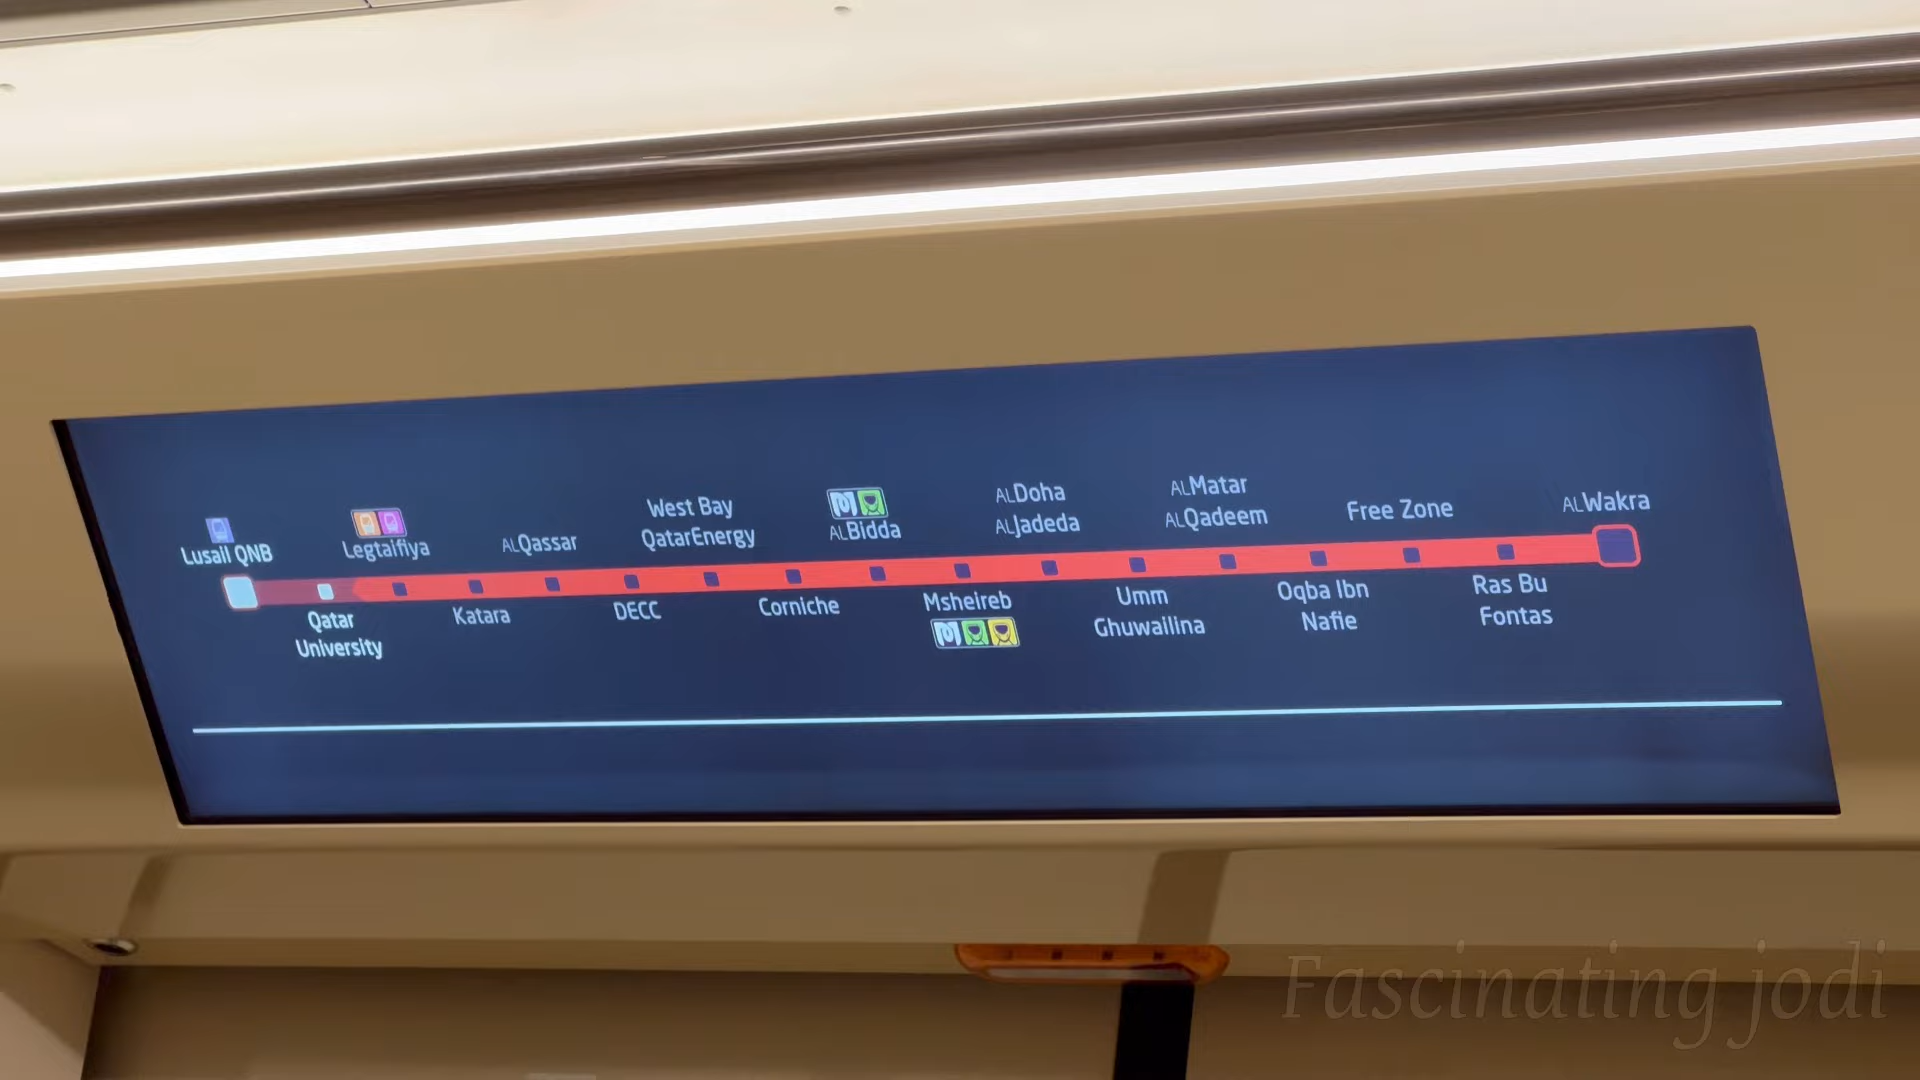 Lusail QNB
Qatar
University
Legtaifiya
Katara
ALQassar
DECC
West Bay
QatarEnergy
Corniche
ALBidda
Msheireb
ALDoha
ALJadeda
Umm
Ghuwailina
ALMatar
ALQadeem
Oqba Ibn
Nafie
Free Zone
Ras Bu
Fontas
ALWakra
Fascinating jodi